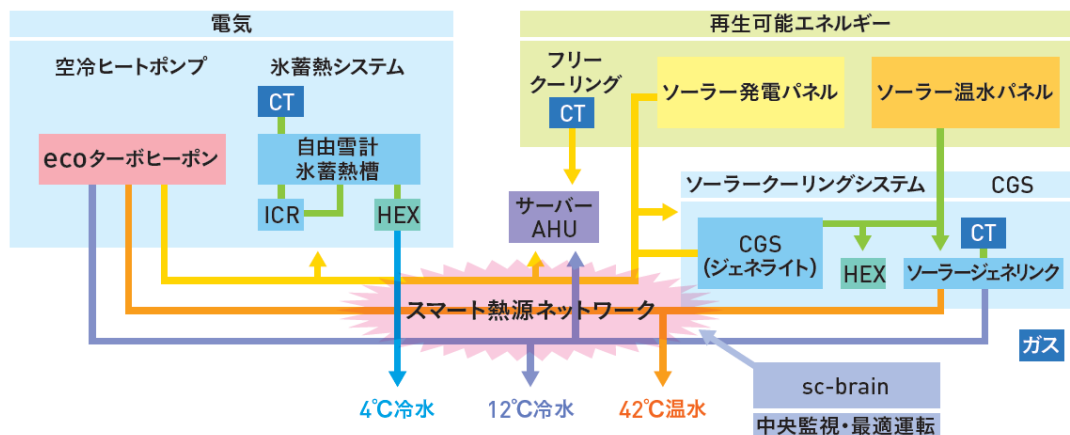 電気
空冷ヒートポンプ
氷蓄熱システム
CT
ecoターボヒーポン
自由雪計
氷蓄熱槽
ICR
HEX
再生可能エネルギー
フリー
クーリング
CT
ソーラー発電パネル
ソーラー温水パネル
サーバー
AHU
ソーラークーリングシステム
CGS
CGS
(ジェネライト)
HEX
CT
ソーラージェネリンク
スマート熱源ネットワーク
ガス
4℃冷水
12℃冷水
42℃温水
sc-brain
中央監視・最適運転